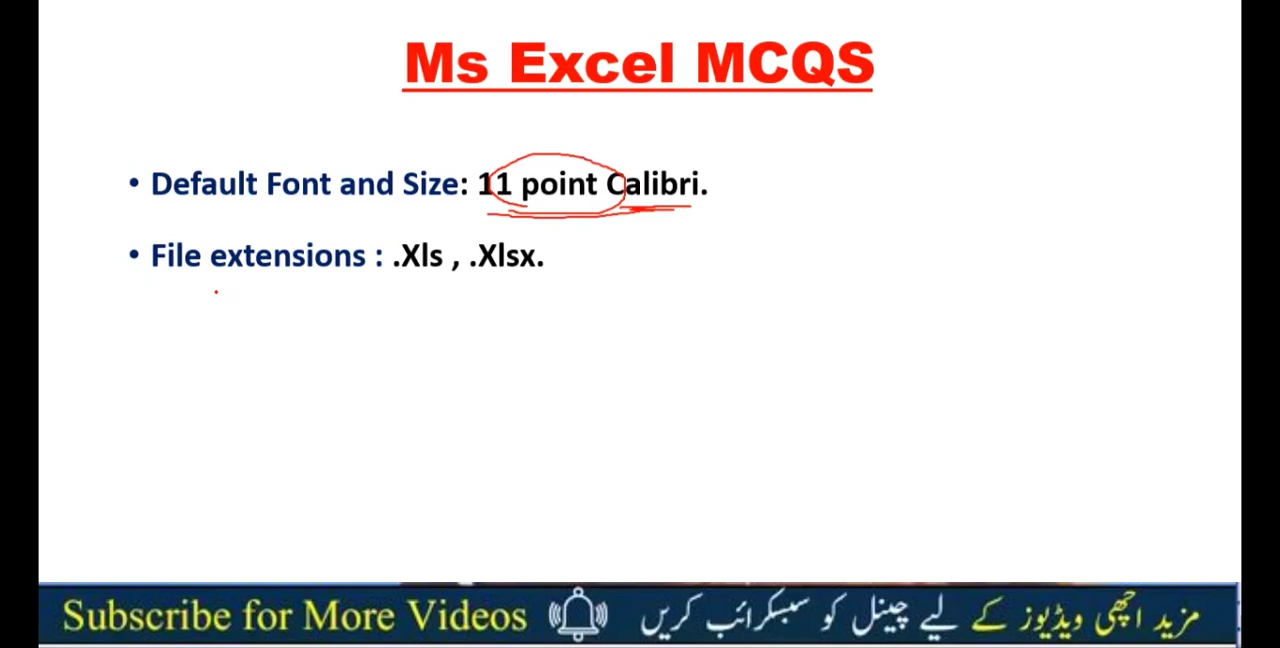 Ms Excel MCQS
• Default Font and Size: 11 point Calibri.
• File extensions : .Xls , .Xlsx.
Subscribe for More Videos مزید اچھی ویڈیوز کے لیے چینل کو سبسکرائب کریں